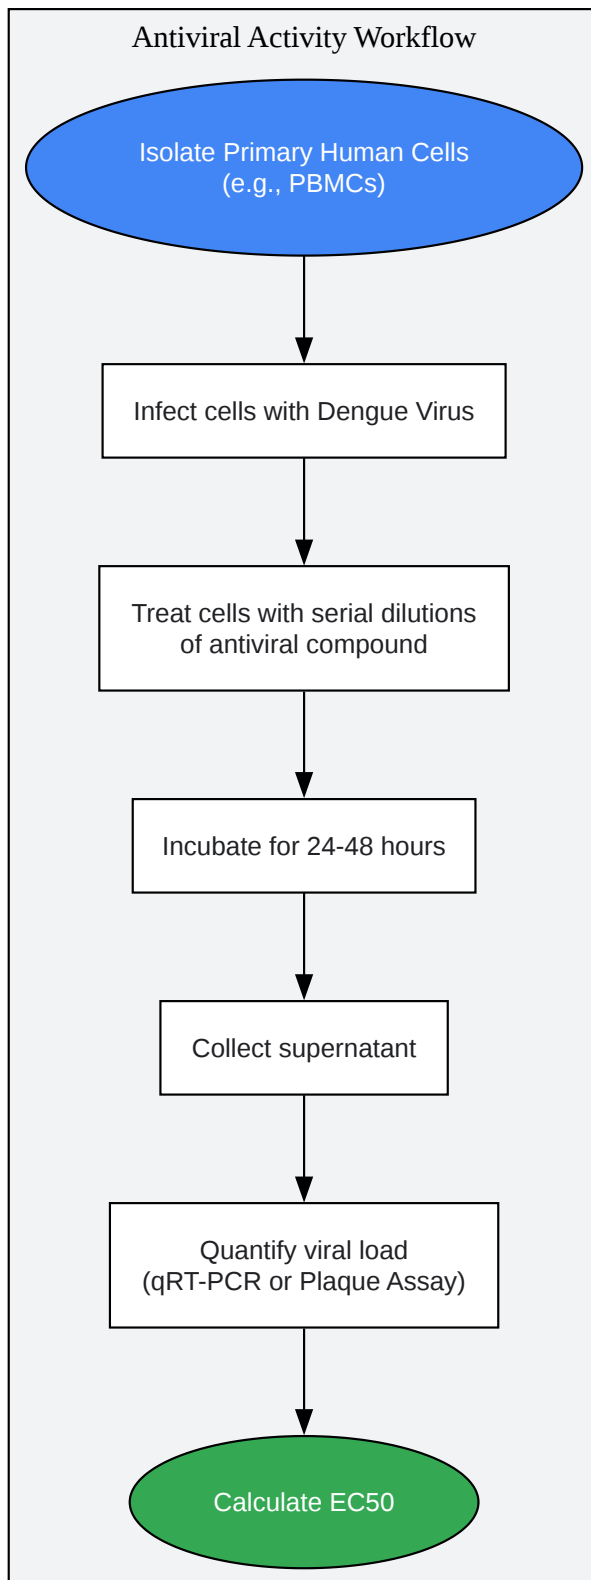 Antiviral Activity Workflow
Isolate Primary Human Cells
(e.g., PBMCs)
Infect cells with Dengue Virus
Treat cells with serial dilutions
of antiviral compound
Incubate for 24-48 hours
Collect supernatant
Quantify viral load
(qRT-PCR or Plaque Assay)
Calculate EC50